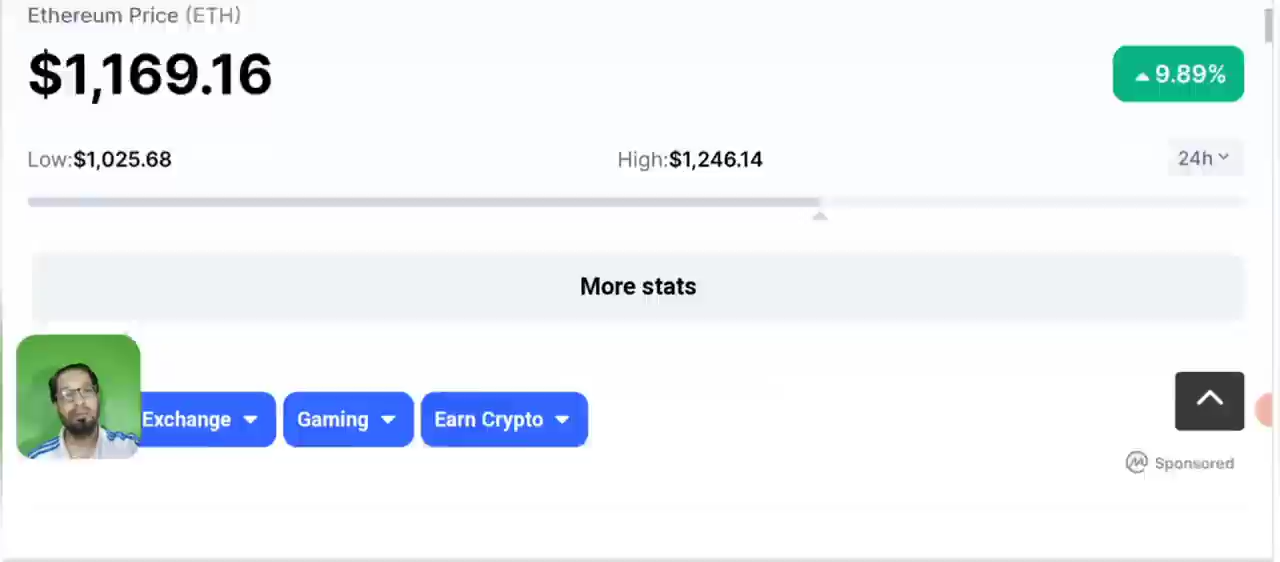 Ethereum Price (ETH)
$1,169.16
9.89%
Low:$1,025.68 High:$1,246.14 24h
More stats
Exchange Gaming Earn Crypto
Sponsored